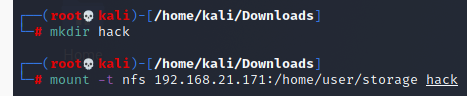 ┌──(root💀kali)-[/home/kali/Downloads]
└─# mkdir hack
┌──(root💀kali)-[/home/kali/Downloads]
└─# mount -t nfs 192.168.21.171:/home/user/storage hack